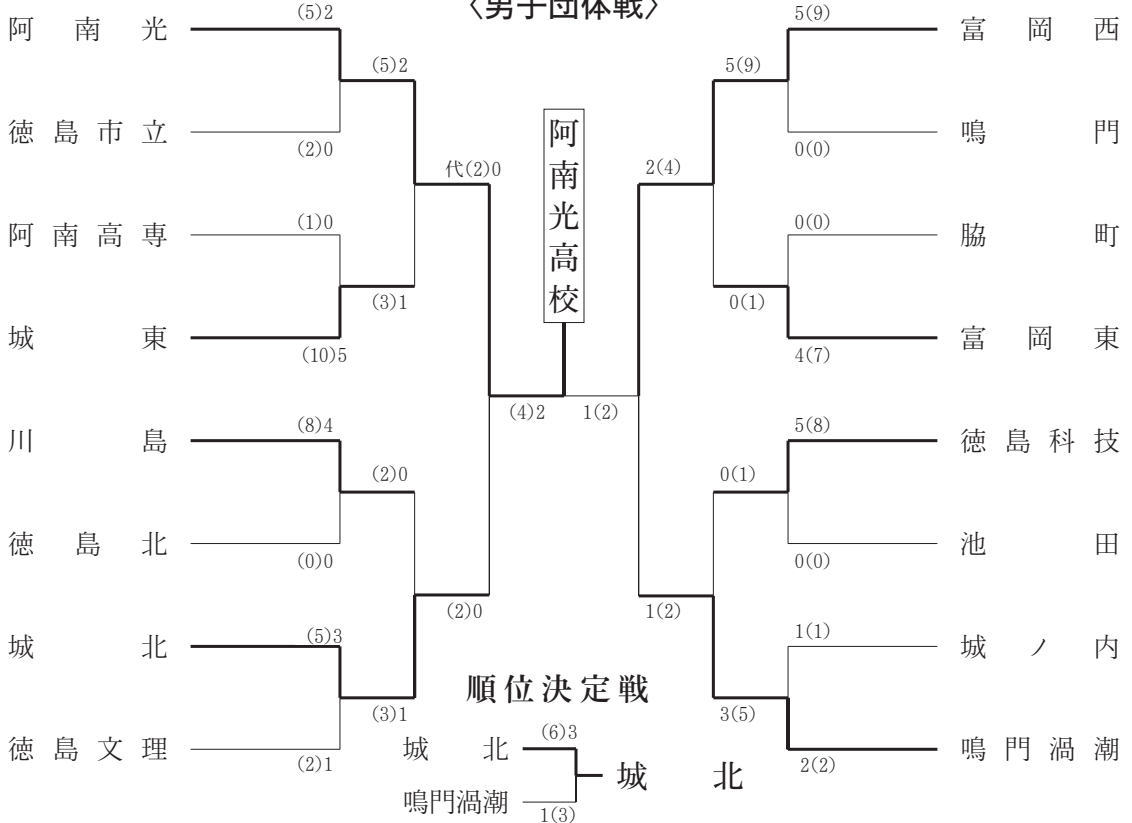 〈男子団体戦〉
阿南光
(5)2
徳島市立
(2)0
(5)2
阿南高専
(1)0
城東
(10)5
(3)1
代(2)0
川島
(8)4
徳島北
(0)0
(2)0
城北
(5)3
徳島文理
(2)1
(3)1
(2)0
(4)2
阿南光高校
1(2)
富岡西
5(9)
鳴門
0(0)
5(9)
脇町
0(0)
富岡東
4(7)
0(1)
2(4)
徳島科技
5(8)
池田
0(0)
0(1)
城ノ内
1(1)
鳴門渦潮
2(2)
3(5)
1(2)
順位決定戦
城北
(6)3
鳴門渦潮
1(3)
城北